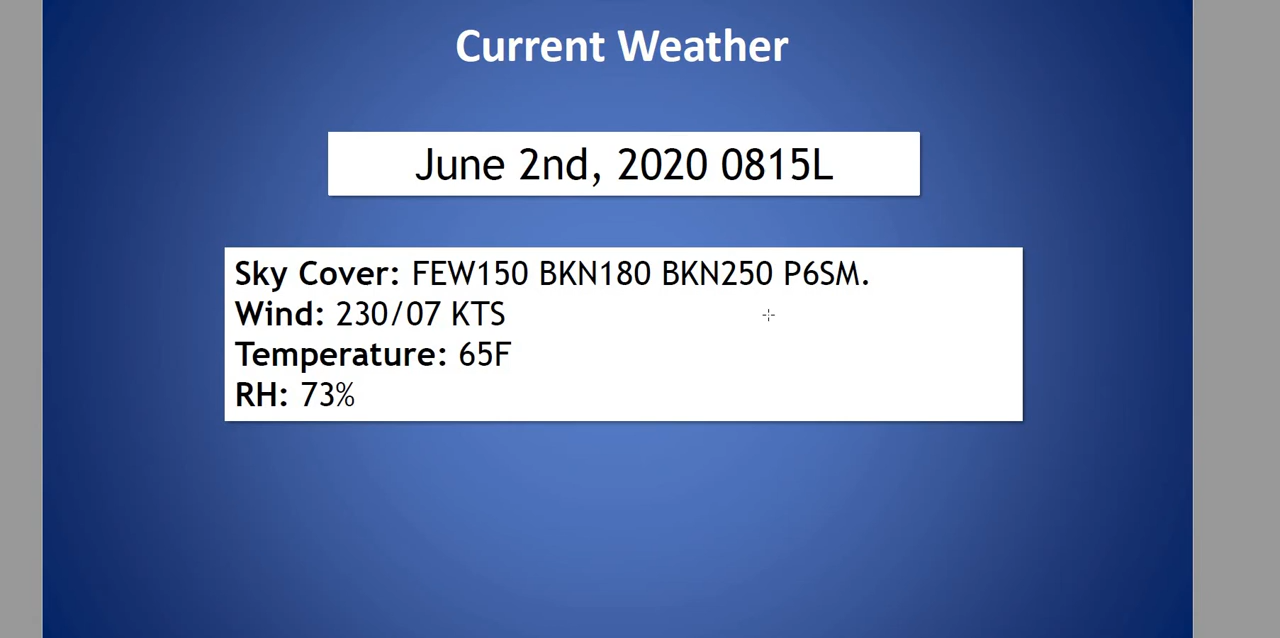 Current Weather
June 2nd, 2020 0815L
Sky Cover: FEW150 BKN180 BKN250 P6SM.
Wind: 230/07 KTS
Temperature: 65F
RH: 73%